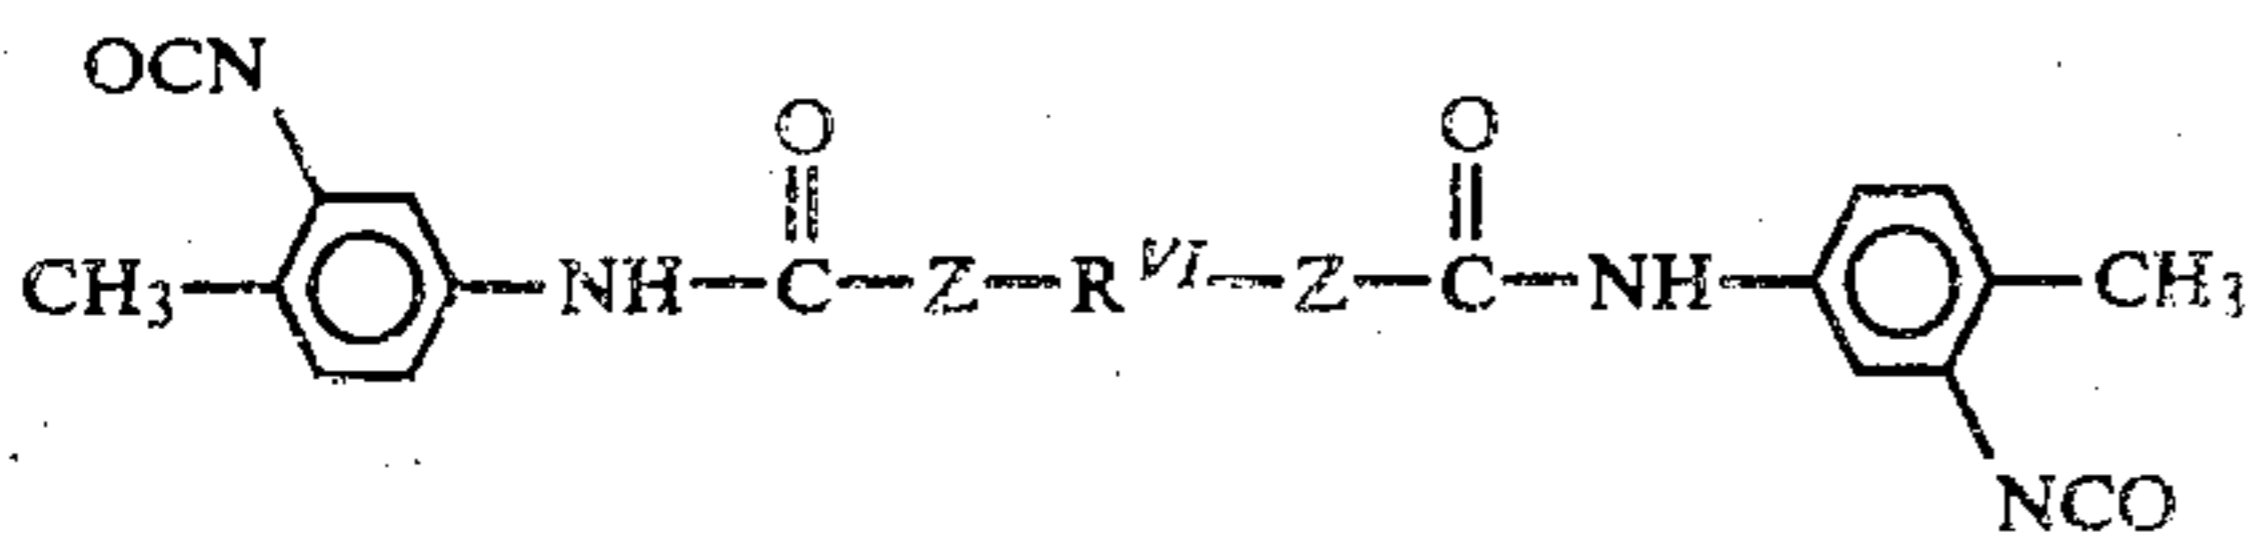 OCN
O O
CH3 NH C Z R VI Z C NH CH3
NCO